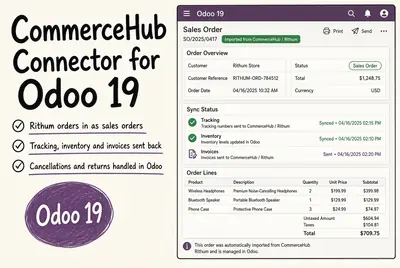 CommerceHub
Connector for
Odoo 19
Rithum orders in as sales orders
Tracking, inventory and invoices sent back
Cancellations and returns handled in Odoo
Odoo 19
Odoo 19
Sales Order
SO/2025/0417 Imported from CommerceHub / Rithum
Print Send
Order Overview
Customer Rithum Store Status Sales Order
Customer Reference RITHUM-ORD-784512 Total $1,248.75
Order Date 04/16/2025 10:32 AM Currency USD
Sync Status
Tracking
Tracking numbers sent to CommerceHub / Rithum
Synced • 04/16/2025 02:15 PM
Inventory
Inventory levels updated in Odoo
Synced • 04/16/2025 02:10 PM
Invoices
Invoices sent to CommerceHub / Rithum
Sent • 04/16/2025 02:20 PM
Order Lines
Product Description Quantity Unit Price Subtotal
Wireless Headphones Premium Noise-Cancelling Headphones 2 $199.99 $399.98
Bluetooth Speaker Portable Bluetooth Speaker 1 $129.99 $129.99
Phone Case Protective Phone Case 3 $24.99 $74.97
Untaxed Amount $604.94
Taxes $104.81
Total $709.75
This order was automatically imported from CommerceHub
Rithum and is managed in Odoo.